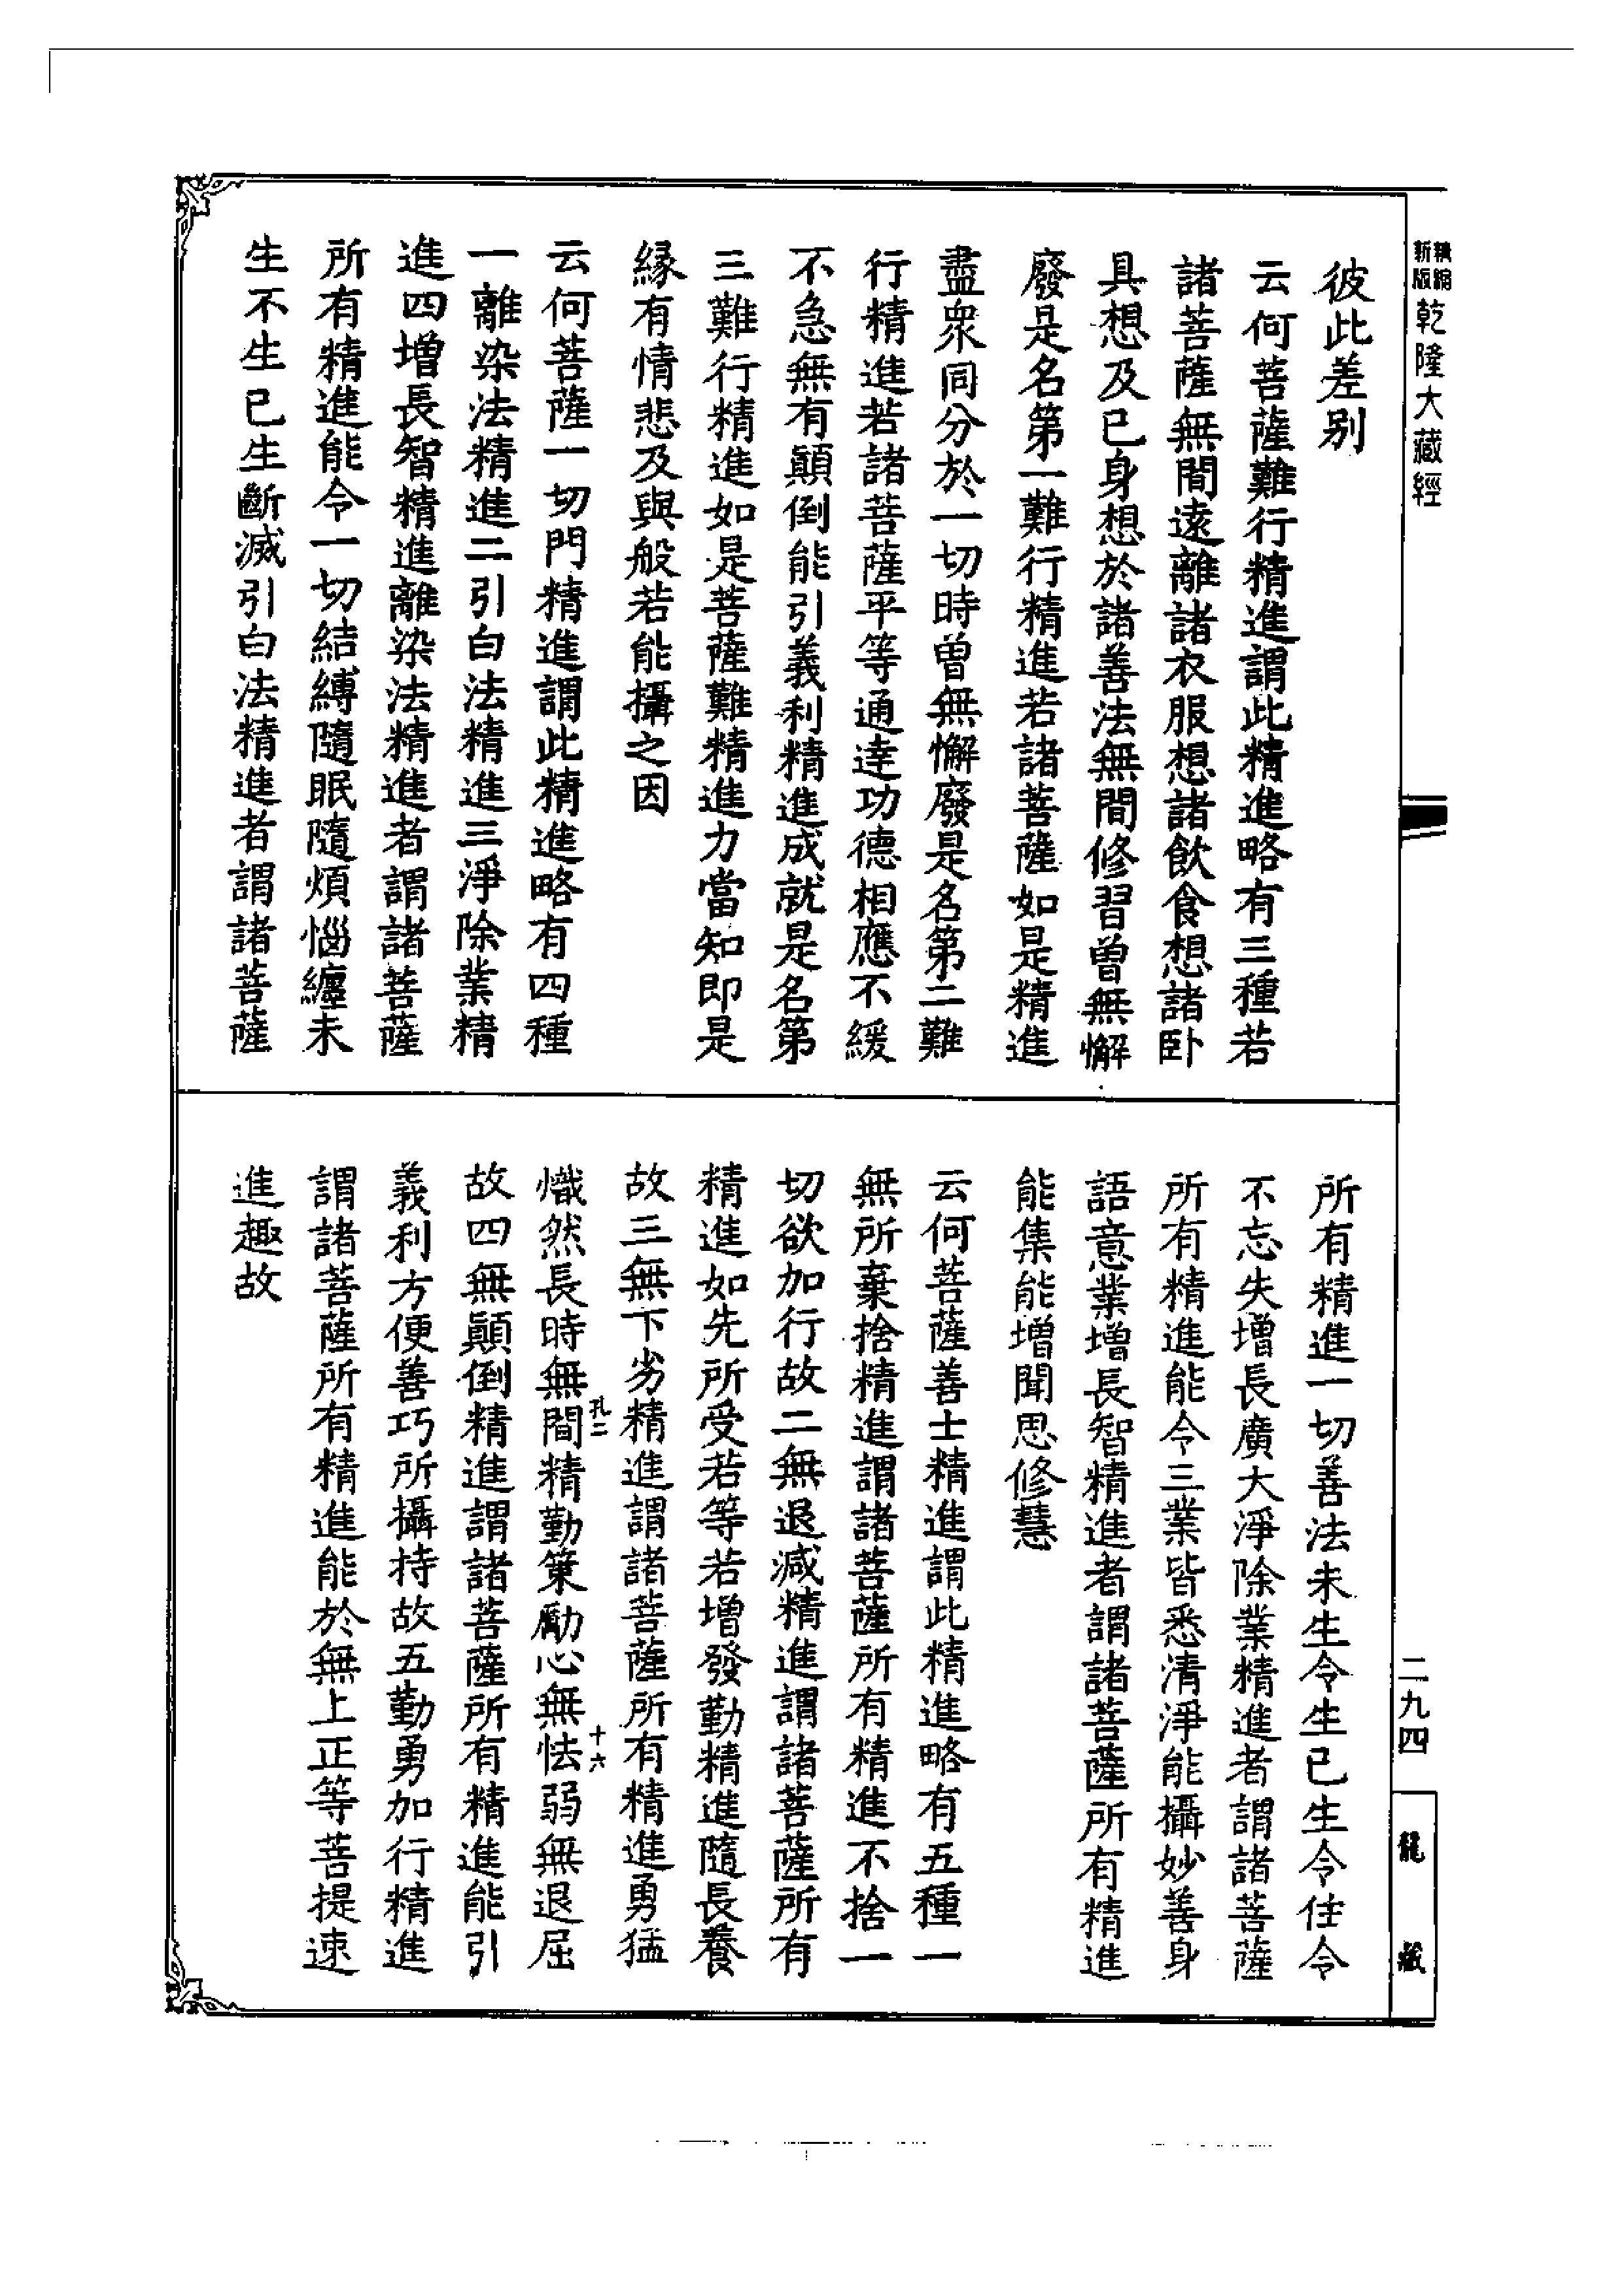 精縮新版乾隆大藏經
彼此差别
云何菩薩難行精進謂此精進略有三種若
諸菩薩無間遠離諸衣服想諸飲食想諸卧
具想及已身想於諸善法無間修習曾無懈
廢是名第一難行精進若諸菩薩如是精進
盡衆同分於一切時曾無懈廢是名第二難
行精進若諸菩薩平等通達功德相應不緩
不急無有顛倒能引義利精進成就是名第
三難行精進如是菩薩難精進力當知即是
緣有情悲及與般若能攝之因
云何菩薩一切門精進謂此精進略有四種
一離染法精進二引白法精進三淨除業精
進四增長智精進離染法精進者謂諸菩薩
所有精進能令一切結縛隨眠隨煩惱纏未
生不生已生斷滅引白法精進者謂諸菩薩
所有精進一切善法未生令生已生令住令
不忘失增長廣大淨除業精進者謂諸菩薩
所有精進能令三業皆悉清淨能攝妙善身
語意業增長智精進者謂諸菩薩所有精進
能集能增聞思修慧
云何菩薩善士精進謂此精進略有五種一
無所棄捨精進謂諸菩薩所有精進不捨一
切欲加行故二無退減精進謂諸菩薩所有
精進如先所受若等若增發勤精進隨長養
故三無下劣精進謂諸菩薩所有精進勇猛
孔二 十六
熾然長時無間精勤策勵心無怯弱無退屈
故四無顛倒精進謂諸菩薩所有精進能引
義利方便善巧所攝持故五勤勇加行精進
謂諸菩薩所有精進能於無上正等菩提速
進趣故
二九四
龍藏